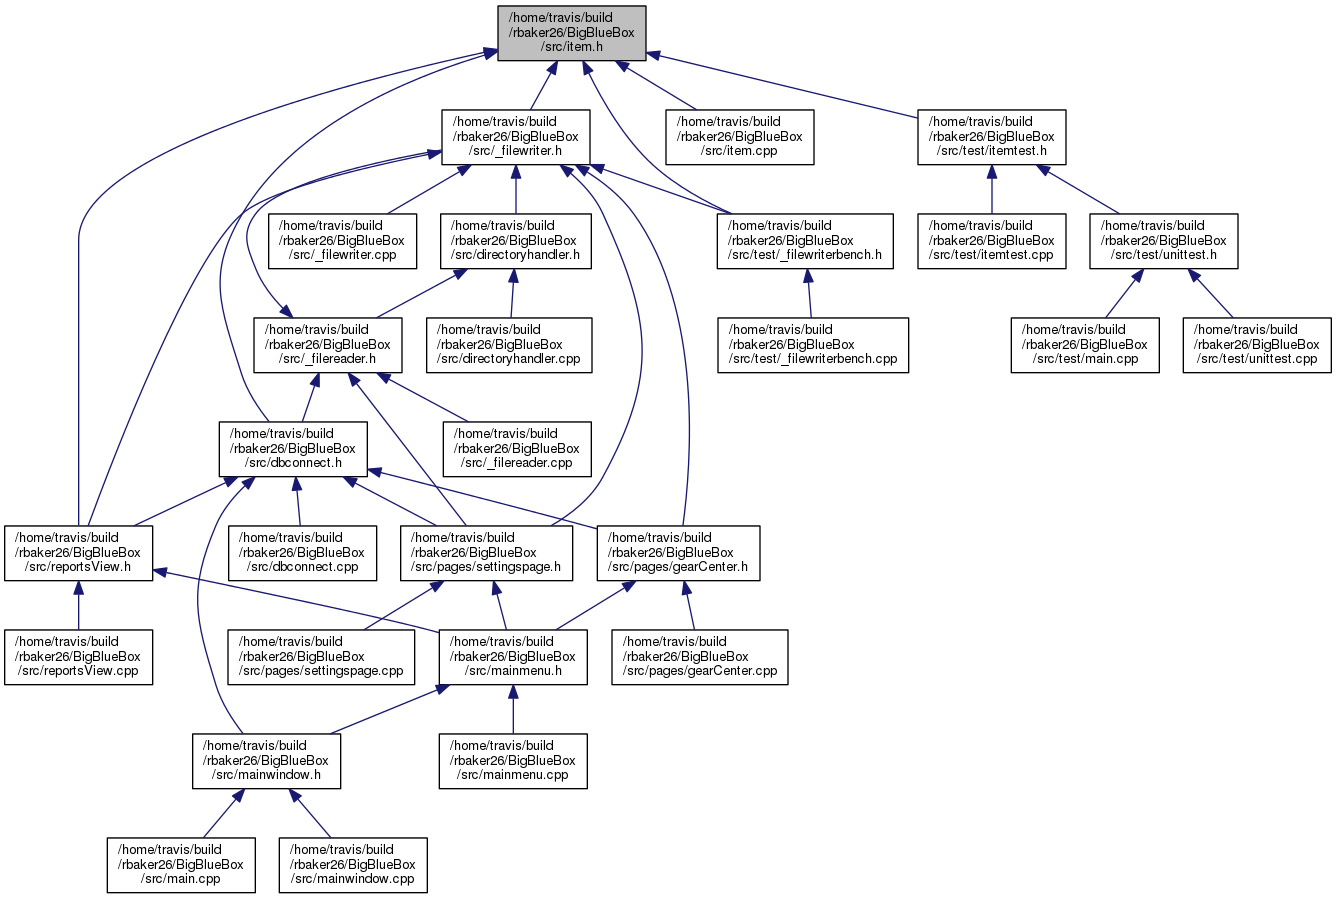 /home/travis/build
/rbaker26/BigBlueBox
/src/item.h
/home/travis/build
/rbaker26/BigBlueBox
/src/_filewriter.h
/home/travis/build
/rbaker26/BigBlueBox
/src/item.cpp
/home/travis/build
/rbaker26/BigBlueBox
/src/test/itemtest.h
/home/travis/build
/rbaker26/BigBlueBox
/src/_filewriter.cpp
/home/travis/build
/rbaker26/BigBlueBox
/src/directoryhandler.h
/home/travis/build
/rbaker26/BigBlueBox
/src/test/_filewriterbench.h
/home/travis/build
/rbaker26/BigBlueBox
/src/test/itemtest.cpp
/home/travis/build
/rbaker26/BigBlueBox
/src/test/unittest.h
/home/travis/build
/rbaker26/BigBlueBox
/src/_filereader.h
/home/travis/build
/rbaker26/BigBlueBox
/src/directoryhandler.cpp
/home/travis/build
/rbaker26/BigBlueBox
/src/test/_filewriterbench.cpp
/home/travis/build
/rbaker26/BigBlueBox
/src/test/main.cpp
/home/travis/build
/rbaker26/BigBlueBox
/src/test/unittest.cpp
/home/travis/build
/rbaker26/BigBlueBox
/src/dbconnect.h
/home/travis/build
/rbaker26/BigBlueBox
/src/_filereader.cpp
/home/travis/build
/rbaker26/BigBlueBox
/src/reportsView.h
/home/travis/build
/rbaker26/BigBlueBox
/src/dbconnect.cpp
/home/travis/build
/rbaker26/BigBlueBox
/src/pages/settingspage.h
/home/travis/build
/rbaker26/BigBlueBox
/src/pages/gearCenter.h
/home/travis/build
/rbaker26/BigBlueBox
/src/reportsView.cpp
/home/travis/build
/rbaker26/BigBlueBox
/src/pages/settingspage.cpp
/home/travis/build
/rbaker26/BigBlueBox
/src/mainmenu.h
/home/travis/build
/rbaker26/BigBlueBox
/src/pages/gearCenter.cpp
/home/travis/build
/rbaker26/BigBlueBox
/src/mainwindow.h
/home/travis/build
/rbaker26/BigBlueBox
/src/mainmenu.cpp
/home/travis/build
/rbaker26/BigBlueBox
/src/main.cpp
/home/travis/build
/rbaker26/BigBlueBox
/src/mainwindow.cpp